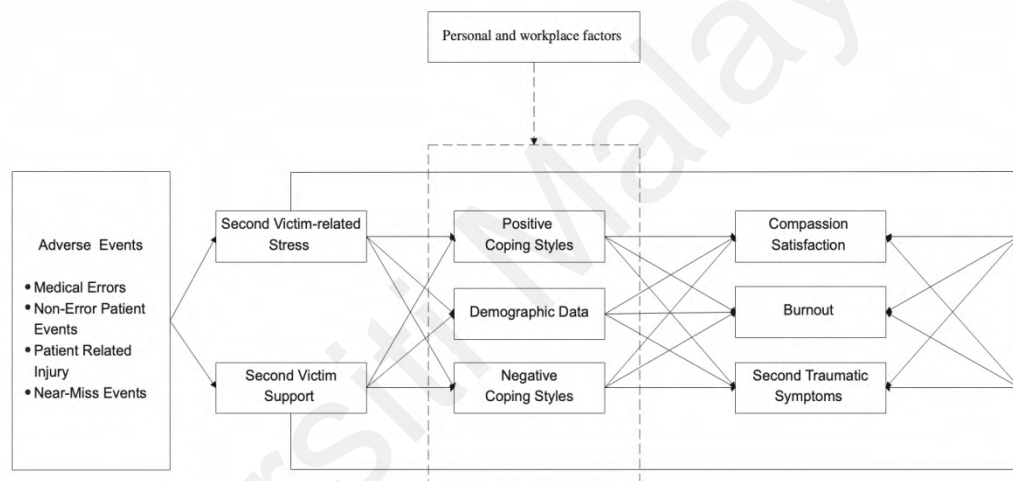 Personal and workplace factors
Adverse Events
• Medical Errors
• Non-Error Patient
Events
• Patient Related
Injury
• Near-Miss Events
Second Victim-related
Stress
Second Victim
Support
Positive
Coping Styles
Demographic Data
Negative
Coping Styles
Compassion
Satisfaction
Burnout
Second Traumatic
Symptoms
rsiti Malay